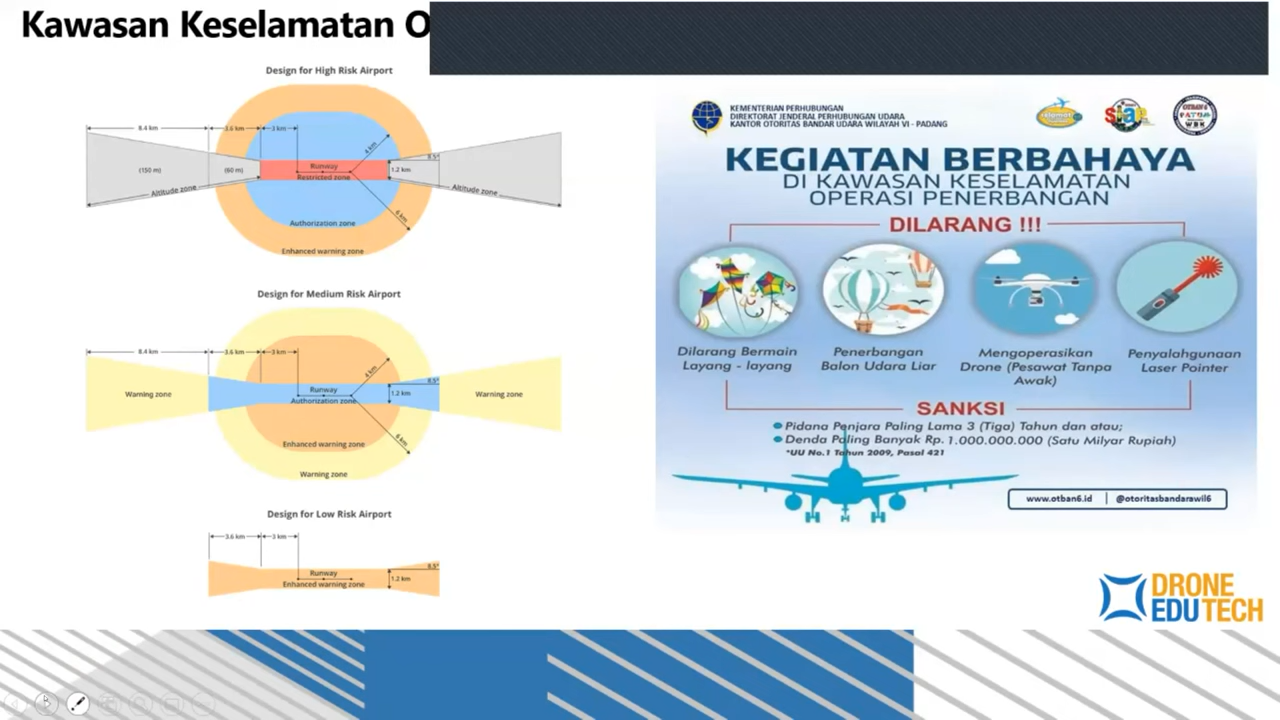 Kawasan Keselamatan O
Design for High Risk Airport
8.4 km
3.6 km
3 km
4 km
8.5°
(150 m)
(60 m)
Runway
Restricted zone
1.2 km
Altitude zone
Altitude zone
6 km
Authorization zone
Enhanced warning zone
Design for Medium Risk Airport
8.4 km
3.6 km
3 km
4 km
8.5°
Warning zone
Runway
Authorization zone
1.2 km
Warning zone
Enhanced warning zone
6 km
Warning zone
Design for Low Risk Airport
3.6 km
3 km
8.5°
Runway
Enhanced warning zone
1.2 km
KEMENTERIAN PERHUBUNGAN
DIREKTORAT JENDERAL PERHUBUNGAN UDARA
KANTOR OTORITAS BANDAR UDARA WILAYAH VI - PADANG
KEGIATAN BERBAHAYA
DI KAWASAN KESELAMATAN
OPERASI PENERBANGAN
DILARANG !!!
Dilarang Bermain
Layang - layang
Penerbangan
Balon Udara Liar
Mengoperasikan
Drone (Pesawat Tanpa
Awak)
Penyalahgunaan
Laser Pointer
SANKSI
Pidana Penjara Paling Lama 3 (Tiga) Tahun dan atau;
Denda Paling Banyak Rp. 1.000.000.000 (Satu Milyar Rupiah)
*UU No.1 Tahun 2009, Pasal 421
www.otban6.id | @otoritasbandarawil6
DRONE
EDUTECH